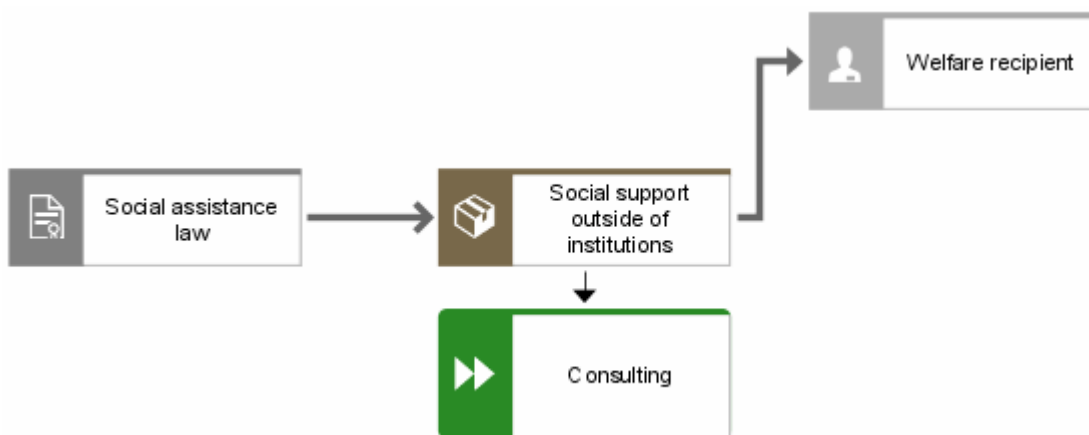 Welfare recipient
Social assistance
law
Social support
outside of
institutions
Consulting